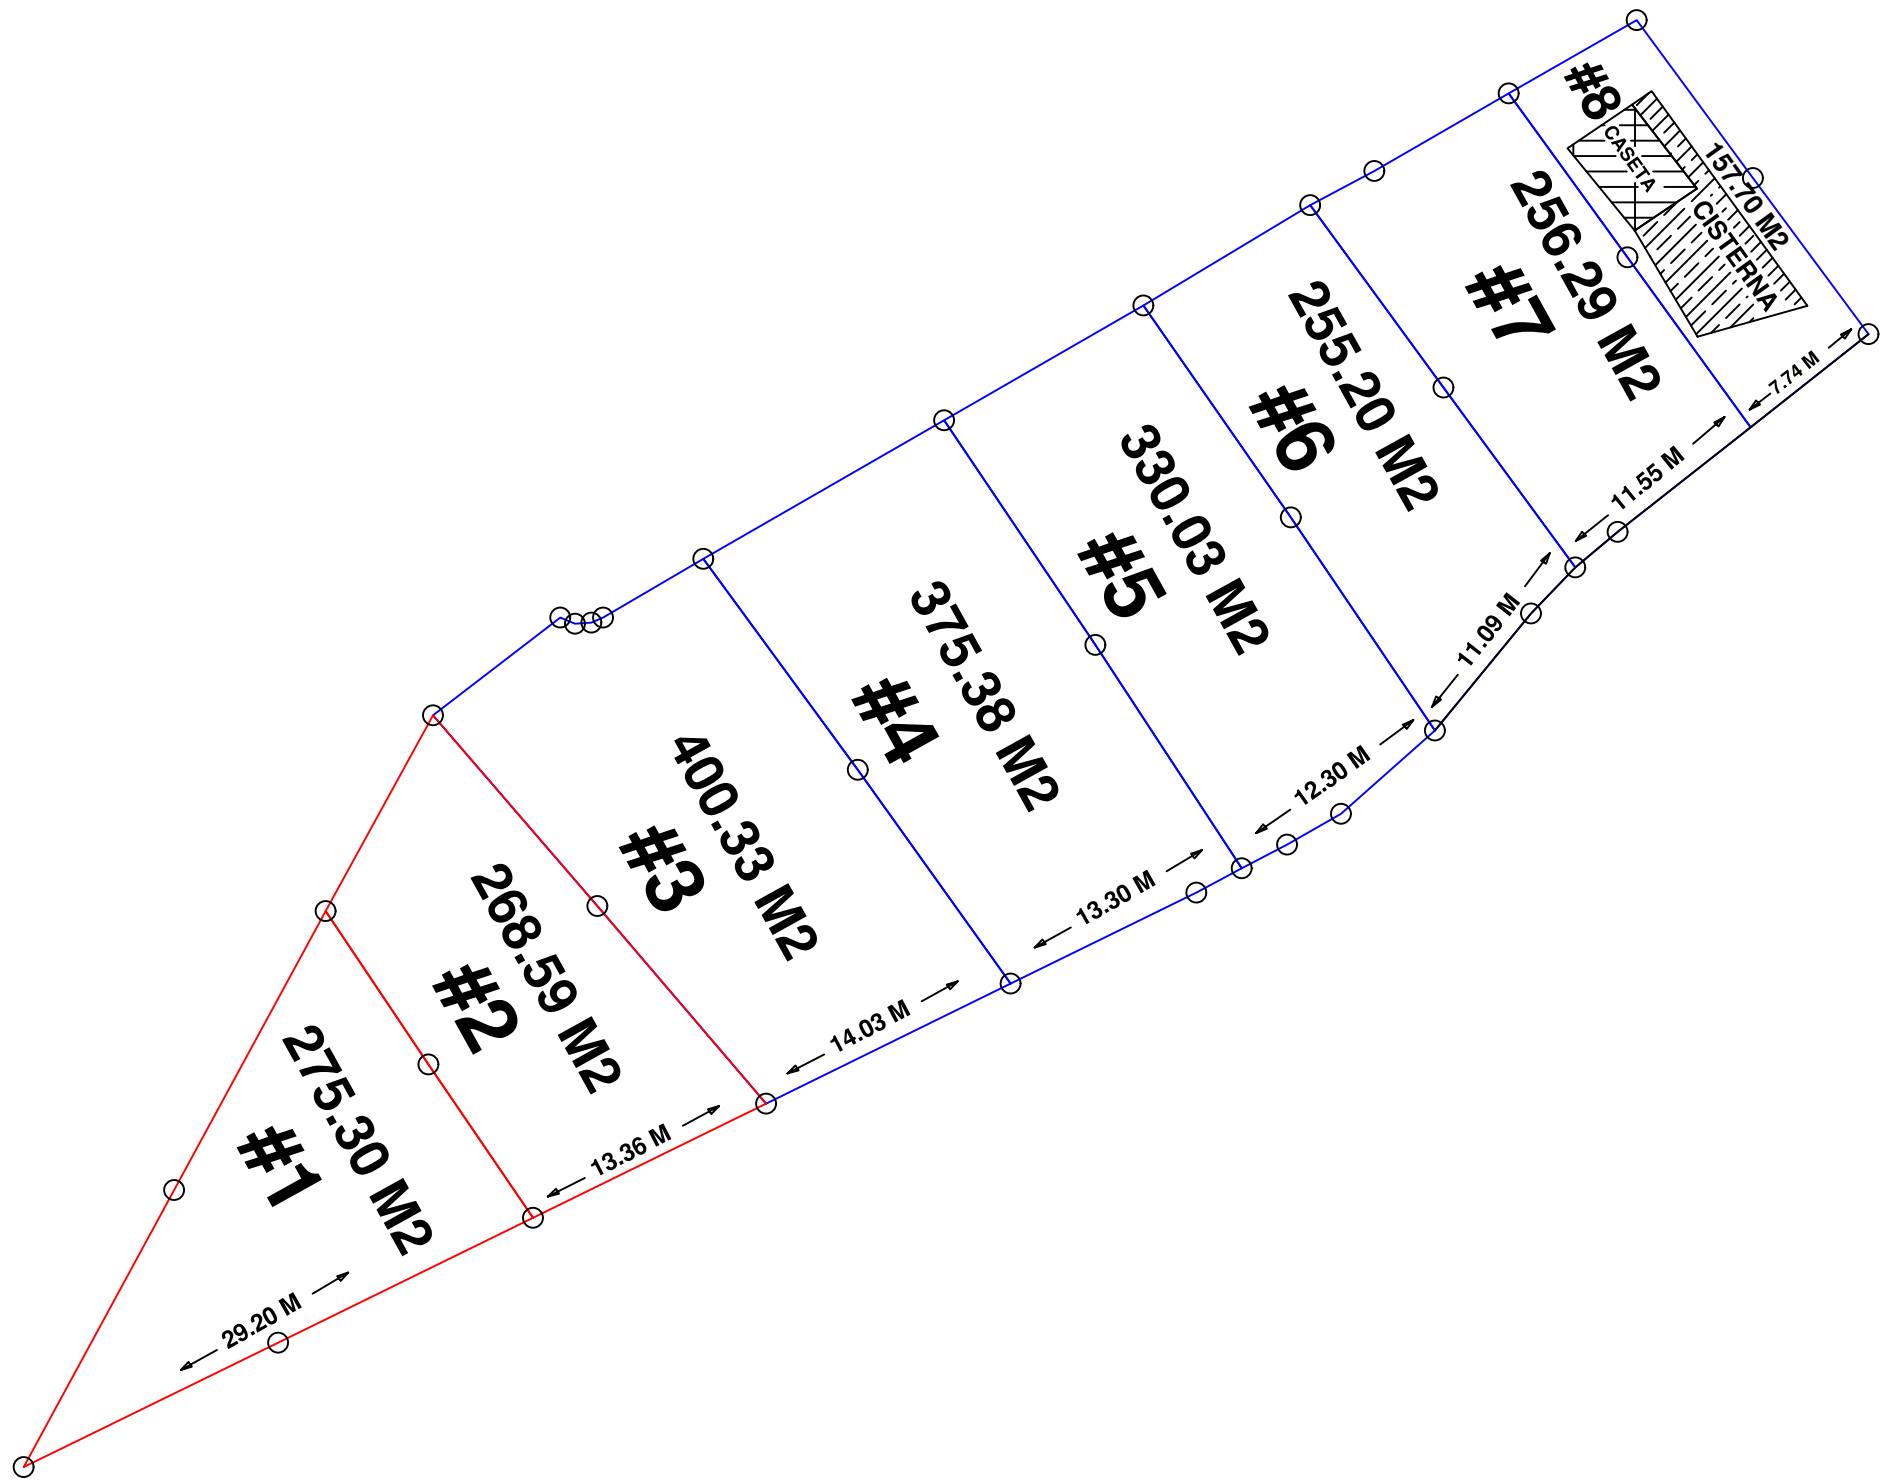 #8
CASETA
157.70 M2
CISTERNA
7.74 M
256.29 M2
#7
11.55 M
255.20 M2
#6
11.09 M
330.03 M2
#5
12.30 M
375.38 M2
#4
13.30 M
400.33 M2
#3
14.03 M
268.59 M2
#2
13.36 M
275.30 M2
#1
29.20 M